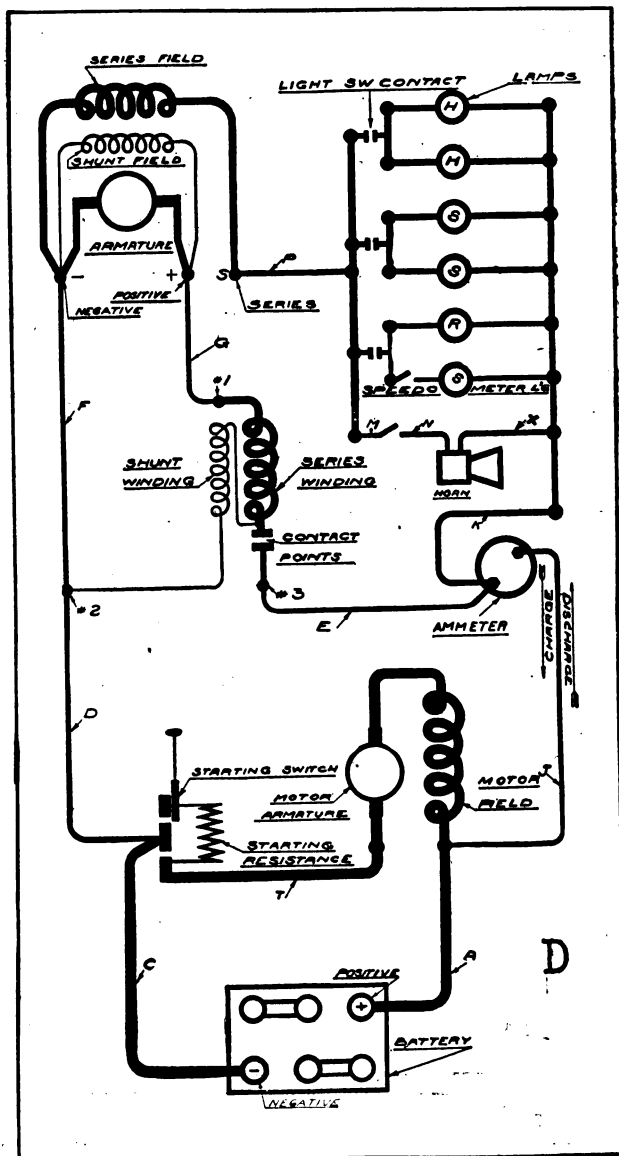 SERIES FIELD
SHUNT FIELD
ARMATURE
-
+
S
NEGATIVE
POSITIVE
SERIES
P
G
F
LIGHT SW CONTACT
LAMPS
H
H
S
S
R
SPEEDO
S
METER L'S
M
N
X
HORN
K
#1
SHUNT
WINDING
SERIES
WINDING
CONTACT
POINTS
#2
#3
E
AMMETER
CHARGE
DISCHARGE
D
STARTING SWITCH
MOTOR
ARMATURE
STARTING
RESISTANCE
T
MOTOR
FIELD
J
C
A
D
POSITIVE
+
BATTERY
-
NEGATIVE